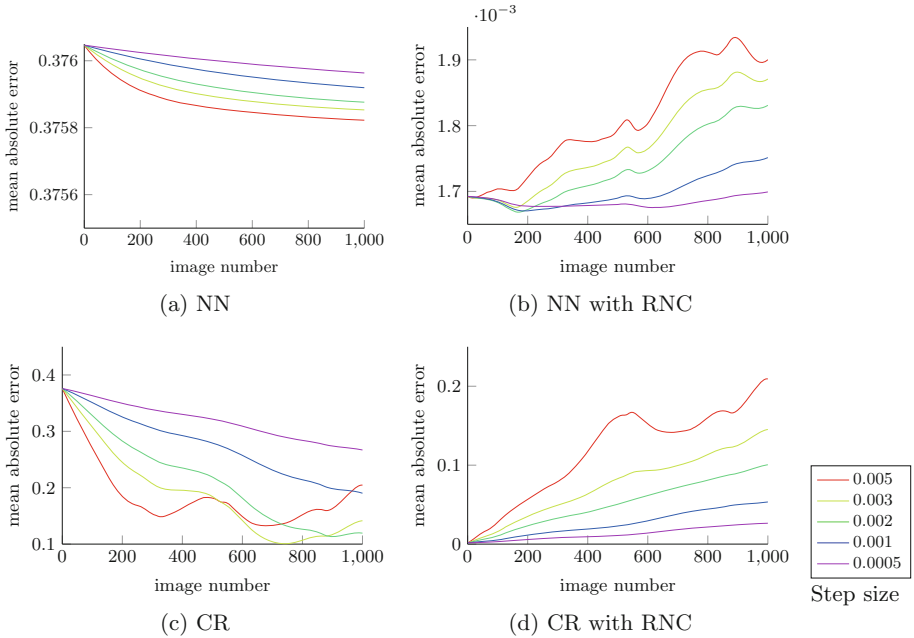 0.376
0.3758
0.3756
0 200 400 600 800 1,000
image number
mean absolute error
(a) NN
·10−3
1.9
1.8
1.7
0 200 400 600 800 1,000
image number
mean absolute error
(b) NN with RNC
0.4
0.3
0.2
0.1
0 200 400 600 800 1,000
image number
mean absolute error
(c) CR
0.2
0.1
0
0 200 400 600 800 1,000
image number
mean absolute error
(d) CR with RNC
0.005
0.003
0.002
0.001
0.0005
Step size